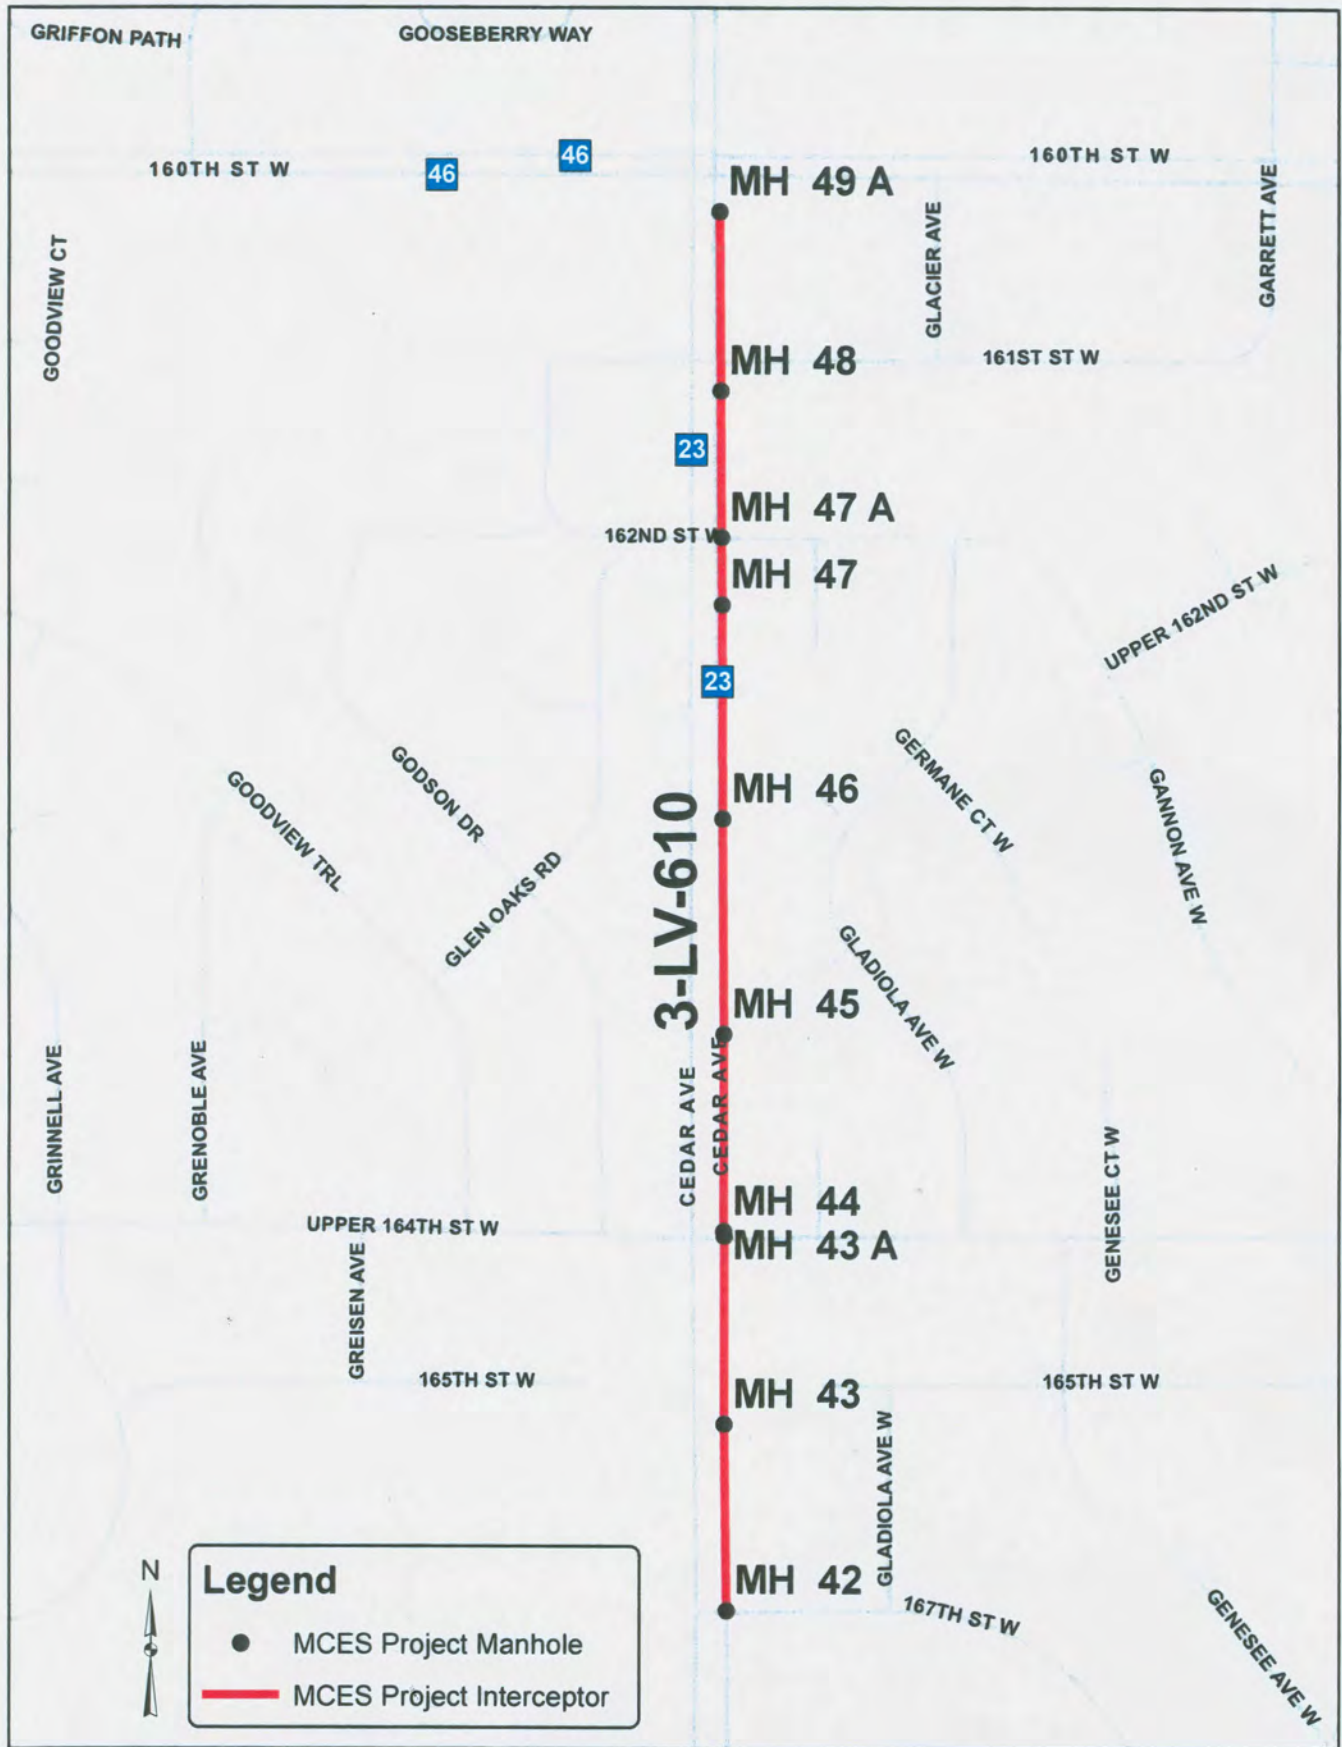 GRIFFON PATH
GOOSEBERRY WAY
160TH ST W
46
46
160TH ST W
MH 49 A
GOODVIEW CT
GLACIER AVE
GARRETT AVE
MH 48
161ST ST W
23
MH 47 A
162ND ST W
MH 47
UPPER 162ND ST W
23
GODSON DR
GOODVIEW TRL
GLEN OAKS RD
3-LV-610
MH 46
GERMANE CT W
GANNON AVE W
GLADIOLA AVE W
MH 45
CEDAR AVE
CEDAR AVE
GRINNELL AVE
GRENOBLE AVE
GENESEE CT W
MH 44
UPPER 164TH ST W
MH 43 A
GREISEN AVE
165TH ST W
MH 43
165TH ST W
GLADIOLA AVE W
MH 42
167TH ST W
GENESEE AVE W
N
Legend
MCES Project Manhole
MCES Project Interceptor